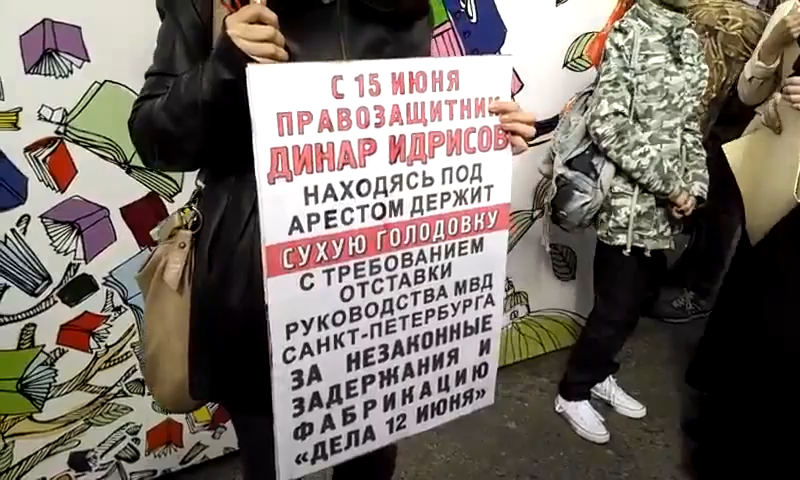 С 15 ИЮНЯ
ПРАВОЗАЩИТНИК
ДИНАР ИДРИСОВ
НАХОДЯСЬ ПОД
АРЕСТОМ ДЕРЖИТ
СУХУЮ ГОЛОДОВКУ
С ТРЕБОВАНИЕМ
ОТСТАВКИ
РУКОВОДСТВА МВД
САНКТ-ПЕТЕРБУРГА
ЗА НЕЗАКОННЫЕ
ЗАДЕРЖАНИЯ И
ФАБРИКАЦИЮ
«ДЕЛА 12 ИЮНЯ»